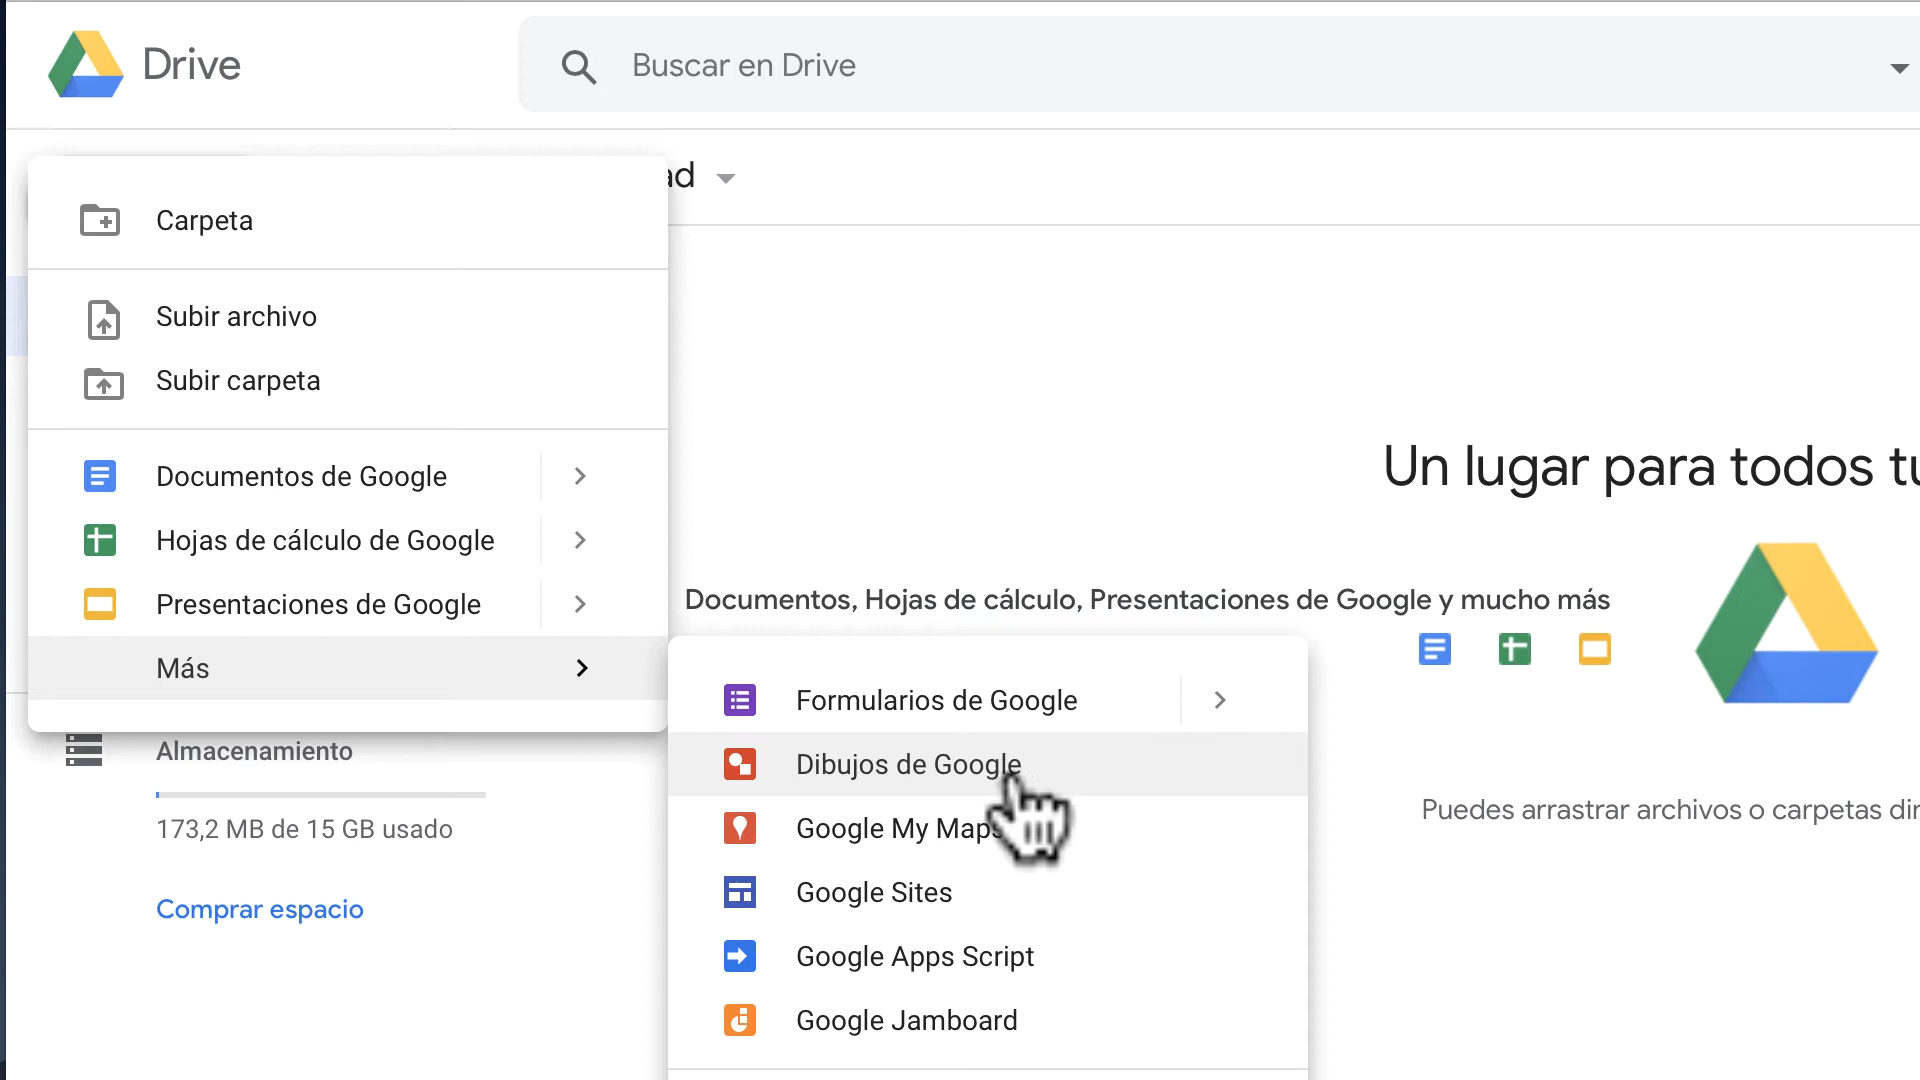 Drive
Buscar en Drive
Carpeta
Subir archivo
Subir carpeta
Documentos de Google
Hojas de cálculo de Google
Presentaciones de Google
Más
Almacenamiento
173,2 MB de 15 GB usado
Comprar espacio
Un lugar para todos
Documentos, Hojas de cálculo, Presentaciones de Google y mucho más
Puedes arrastrar archivos o carpetas
Formularios de Google
Dibujos de Google
Google My Maps
Google Sites
Google Apps Script
Google Jamboard